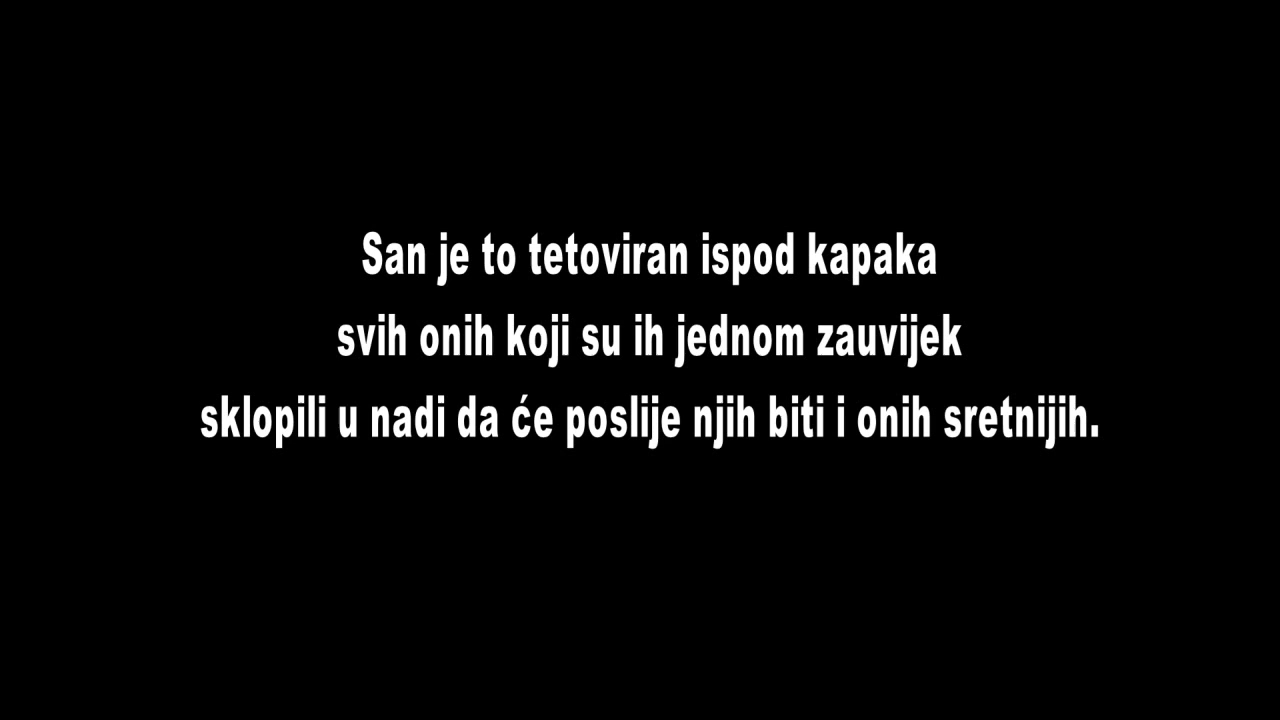 San je to tetoviran ispod kapaka
svih onih koji su ih jednom zauvijek
sklopili u nadi da će poslije njih biti i onih sretnijih.